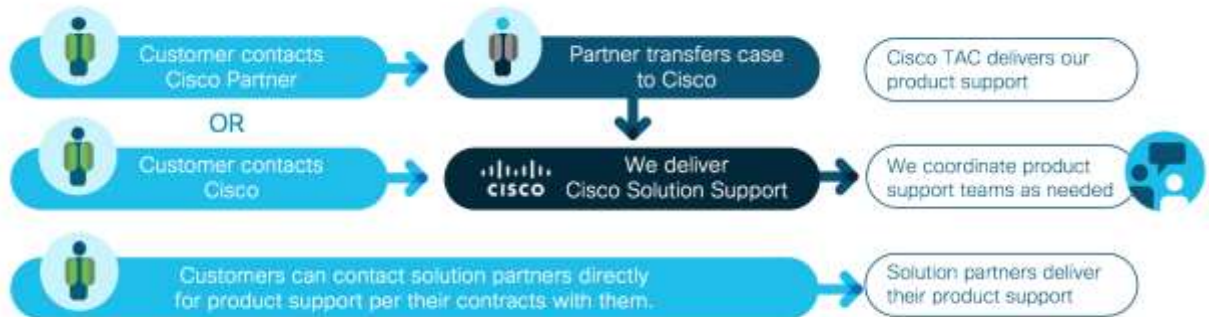 Customer contacts
Cisco Partner
Partner transfers case
to Cisco
Cisco TAC delivers our
product support
OR
Customer contacts
Cisco
CISCO
We deliver
Cisco Solution Support
We coordinate product
support teams as needed
Customers can contact solution partners directly
for product support per their contracts with them.
Solution partners deliver
their product support